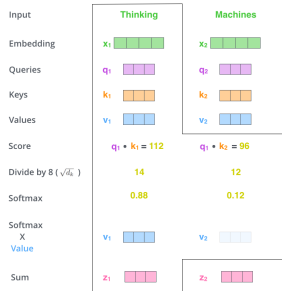 Input Thinking Machines
Embedding x₁ x₂
Queries q₁ q₂
Keys k₁ k₂
Values v₁ v₂
Score q₁ • k₁ = 112 q₁ • k₂ = 96
Divide by 8 ( √dₖ ) 14 12
Softmax 0.88 0.12
Softmax
X
Value v₁ v₂
Sum z₁ z₂